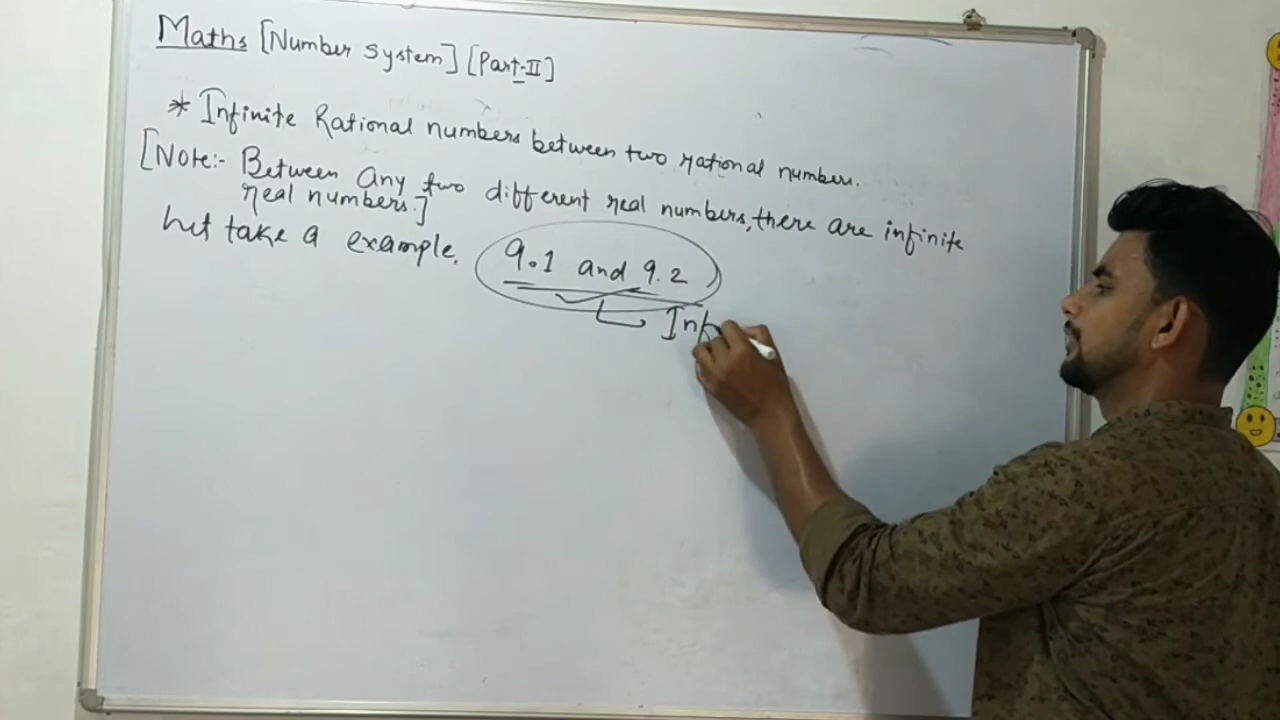 Maths [Number System] [Part-II]
* Infinite Rational numbers between two rational numbers.
[Note:- Between any two different real numbers, there are infinite
real numbers.]
Let take a example. 9.1 and 9.2
Inf